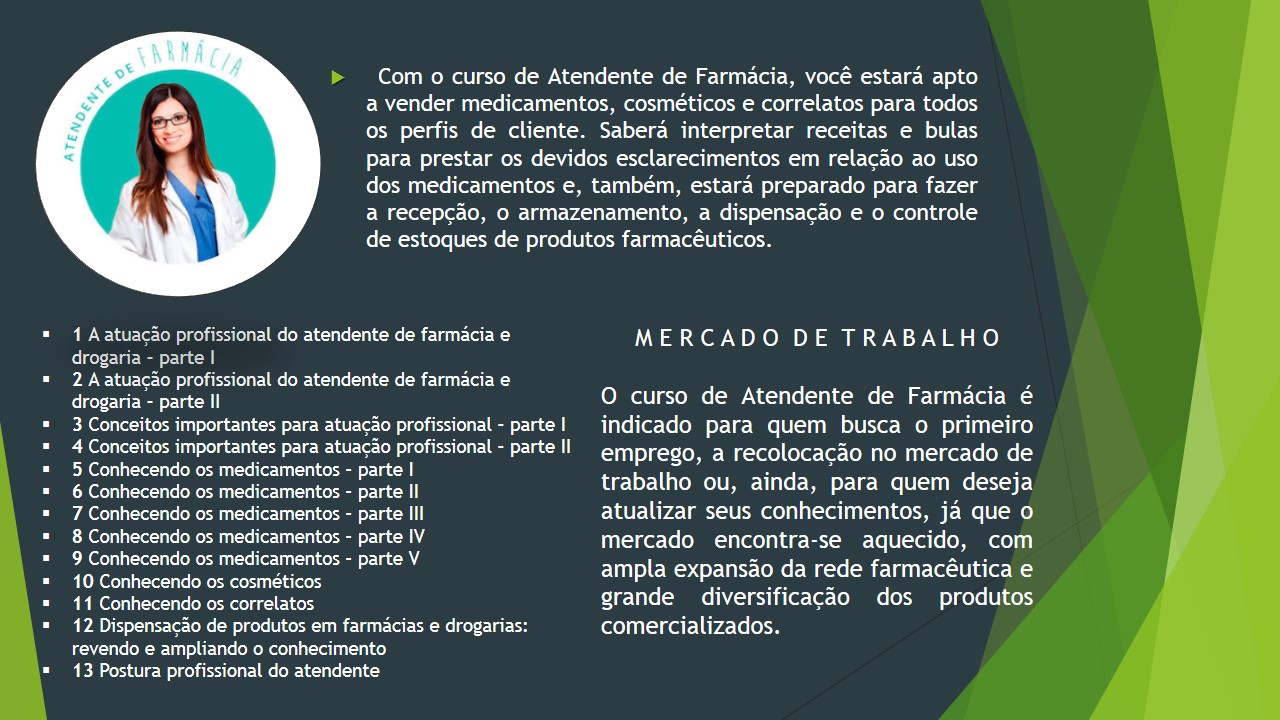 ATENDENTE DE FARMÁCIA
Com o curso de Atendente de Farmácia, você estará apto
a vender medicamentos, cosméticos e correlatos para todos
os perfis de cliente. Saberá interpretar receitas e bulas
para prestar os devidos esclarecimentos em relação ao uso
dos medicamentos e, também, estará preparado para fazer
a recepção, o armazenamento, a dispensação e o controle
de estoques de produtos farmacêuticos.
1 A atuação profissional do atendente de farmácia e
drogaria – parte I
2 A atuação profissional do atendente de farmácia e
drogaria – parte II
3 Conceitos importantes para atuação profissional – parte I
4 Conceitos importantes para atuação profissional – parte II
5 Conhecendo os medicamentos – parte I
6 Conhecendo os medicamentos – parte II
7 Conhecendo os medicamentos – parte III
8 Conhecendo os medicamentos – parte IV
9 Conhecendo os medicamentos – parte V
10 Conhecendo os cosméticos
11 Conhecendo os correlatos
12 Dispensação de produtos em farmácias e drogarias:
revendo e ampliando o conhecimento
13 Postura profissional do atendente
MERCADO DE TRABALHO
O curso de Atendente de Farmácia é
indicado para quem busca o primeiro
emprego, a recolocação no mercado de
trabalho ou, ainda, para quem deseja
atualizar seus conhecimentos, já que o
mercado encontra-se aquecido, com
ampla expansão da rede farmacêutica e
grande diversificação dos produtos
comercializados.